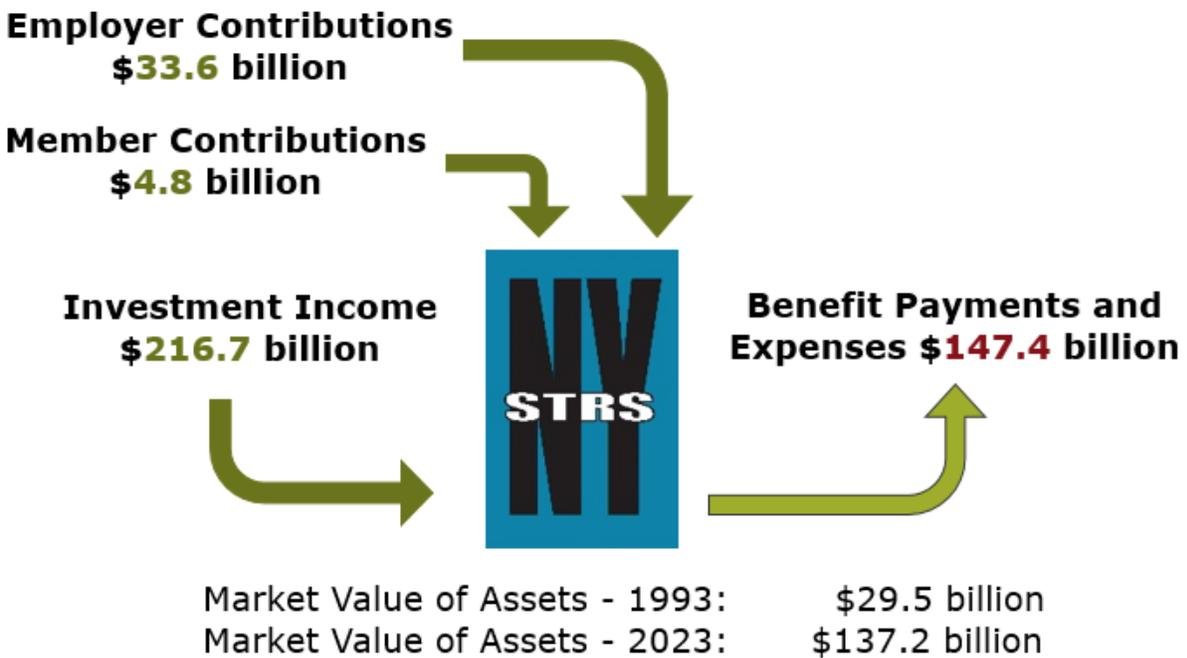 Employer Contributions
$33.6 billion
Member Contributions
$4.8 billion
Investment Income
$216.7 billion
NY
STRS
Benefit Payments and
Expenses $147.4 billion
Market Value of Assets - 1993: $29.5 billion
Market Value of Assets - 2023: $137.2 billion